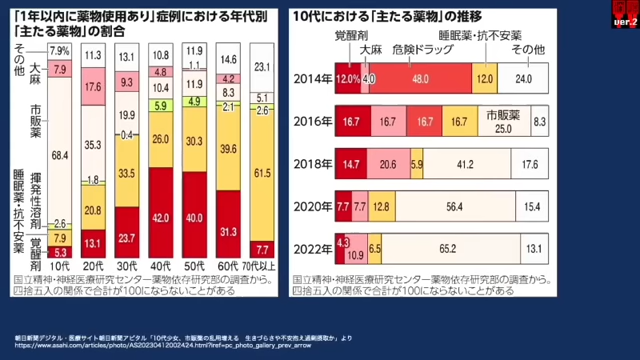 「1年以内に薬物使用あり」症例における年代別
「主たる薬物」の割合
その他
大麻
市販薬
揮発性溶剤
睡眠薬・抗不安薬
覚醒剤
7.9%
7.9
68.4
2.6
7.9
5.3
11.3
17.6
35.3
1.8
20.8
13.1
13.1
9.3
19.9
0.4
33.5
23.7
10.8
4.8
10.4
5.9
26.0
42.0
11.9
1.1
11.9
4.9
30.3
40.0
14.6
4.2
8.3
2.1
39.6
31.3
23.1
5.1
2.6
61.5
7.7
10代 20代 30代 40代 50代 60代 70代以上
国立精神・神経医療研究センター薬物依存研究部の調査から。
四捨五入の関係で合計が100にならないことがある
10代における「主たる薬物」の推移
覚醒剤 大麻 危険ドラッグ 睡眠薬・抗不安薬 その他
2014年 12.0% 4.0 48.0 12.0 24.0
2016年 16.7 16.7 16.7 16.7 市販薬 25.0 8.3
2018年 14.7 20.6 5.9 41.2 17.6
2020年 7.7 7.7 12.8 56.4 15.4
2022年 4.3 10.9 6.5 65.2 13.1
国立精神・神経医療研究センター薬物依存研究部の調査から。
四捨五入の関係で合計が100にならないことがある
朝日新聞デジタル・医療サイト朝日新聞アピタル「10代少女、市販薬の乱用増える 生きづらさや不安抱え過剰摂取か」より
https://www.asahi.com/articles/photo/AS20230412002424.html?iref=pc_photo_gallery_prev_arrow
ver.2